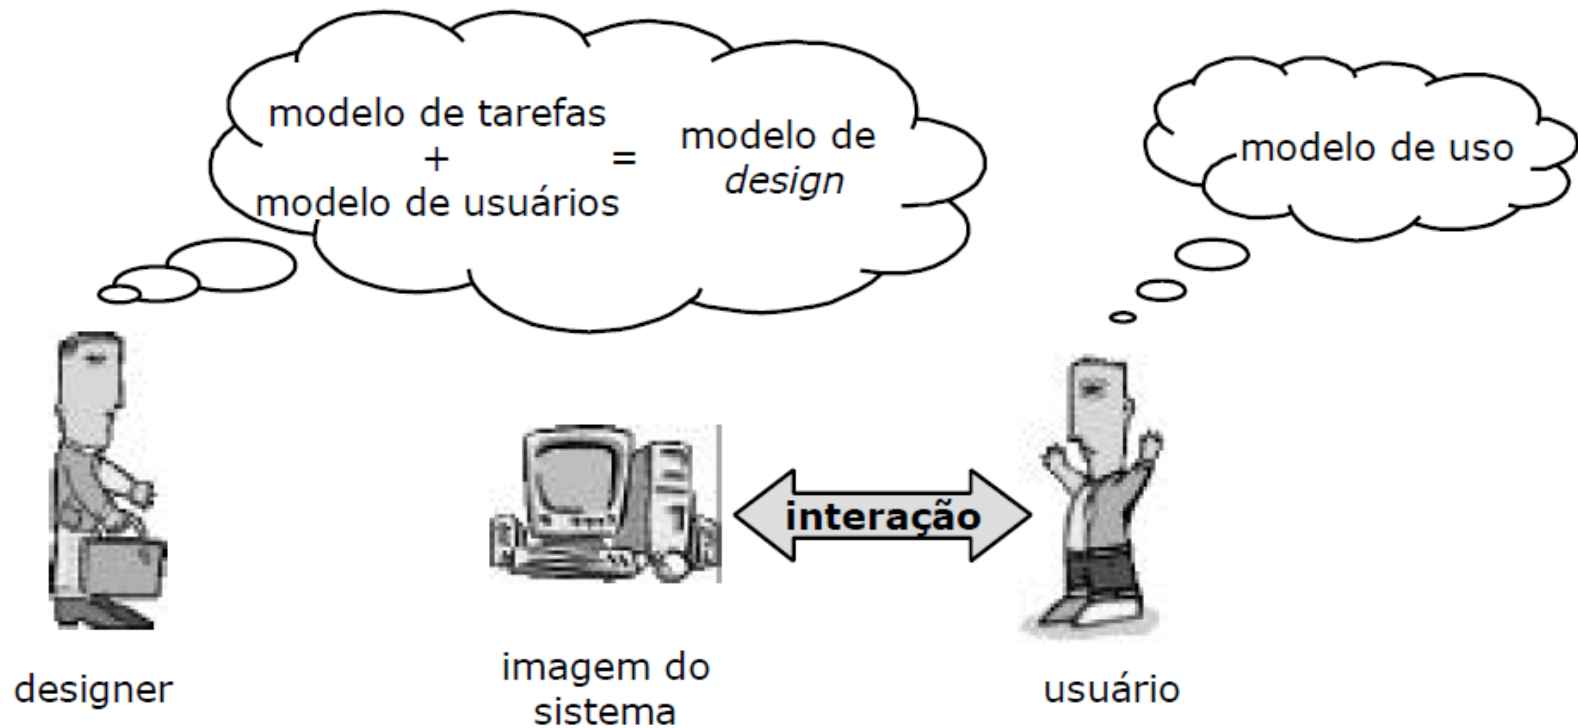 modelo de tarefas
+
modelo de usuários
=
modelo de
design
modelo de uso
interação
designer
imagem do
sistema
usuário